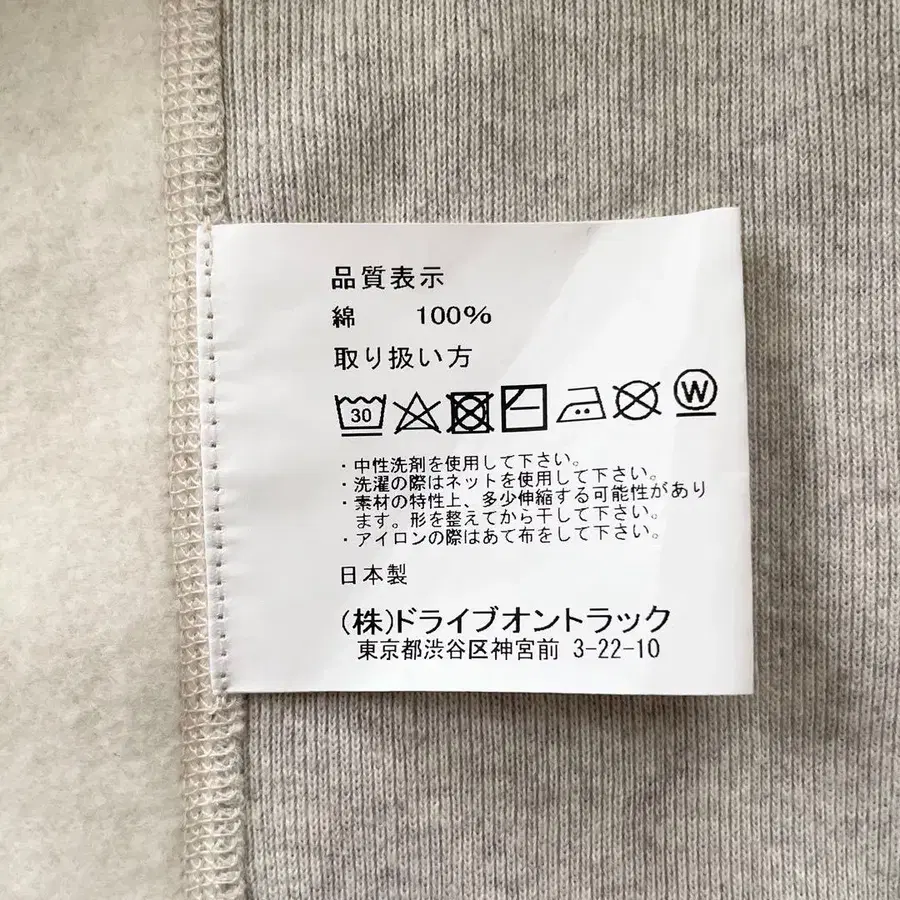 品質表示
綿 100%
取り扱い方
30 W
・中性洗剤を使用して下さい。
・洗濯の際はネットを使用して下さい。
・素材の特性上、多少伸縮する可能性があり
ます。形を整えてから干して下さい。
・アイロンの際はあて布をして下さい。
日本製
(株)ドライブオントラック
東京都渋谷区神宮前 3-22-10